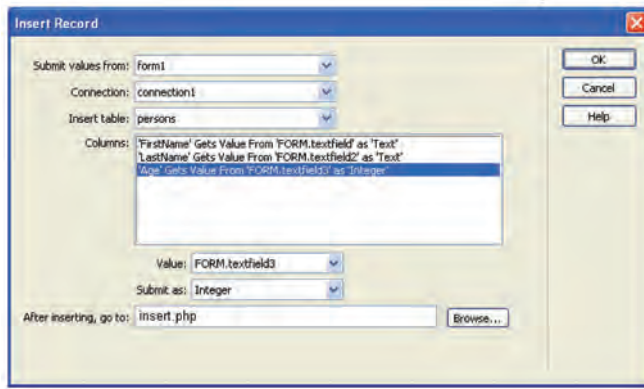 Insert Record
Submit values from: form1
OK
Connection: connection1
Cancel
Insert table: persons
Help
Columns: 'FirstName' Gets Value From 'FORM.textfield' as 'Text'
'LastName' Gets Value From 'FORM.textfield2' as 'Text'
'Age' Gets Value From 'FORM.textfield3' as 'Integer'
Value: FORM.textfield3
Submit as: Integer
After inserting, go to: insert.php
Browse...